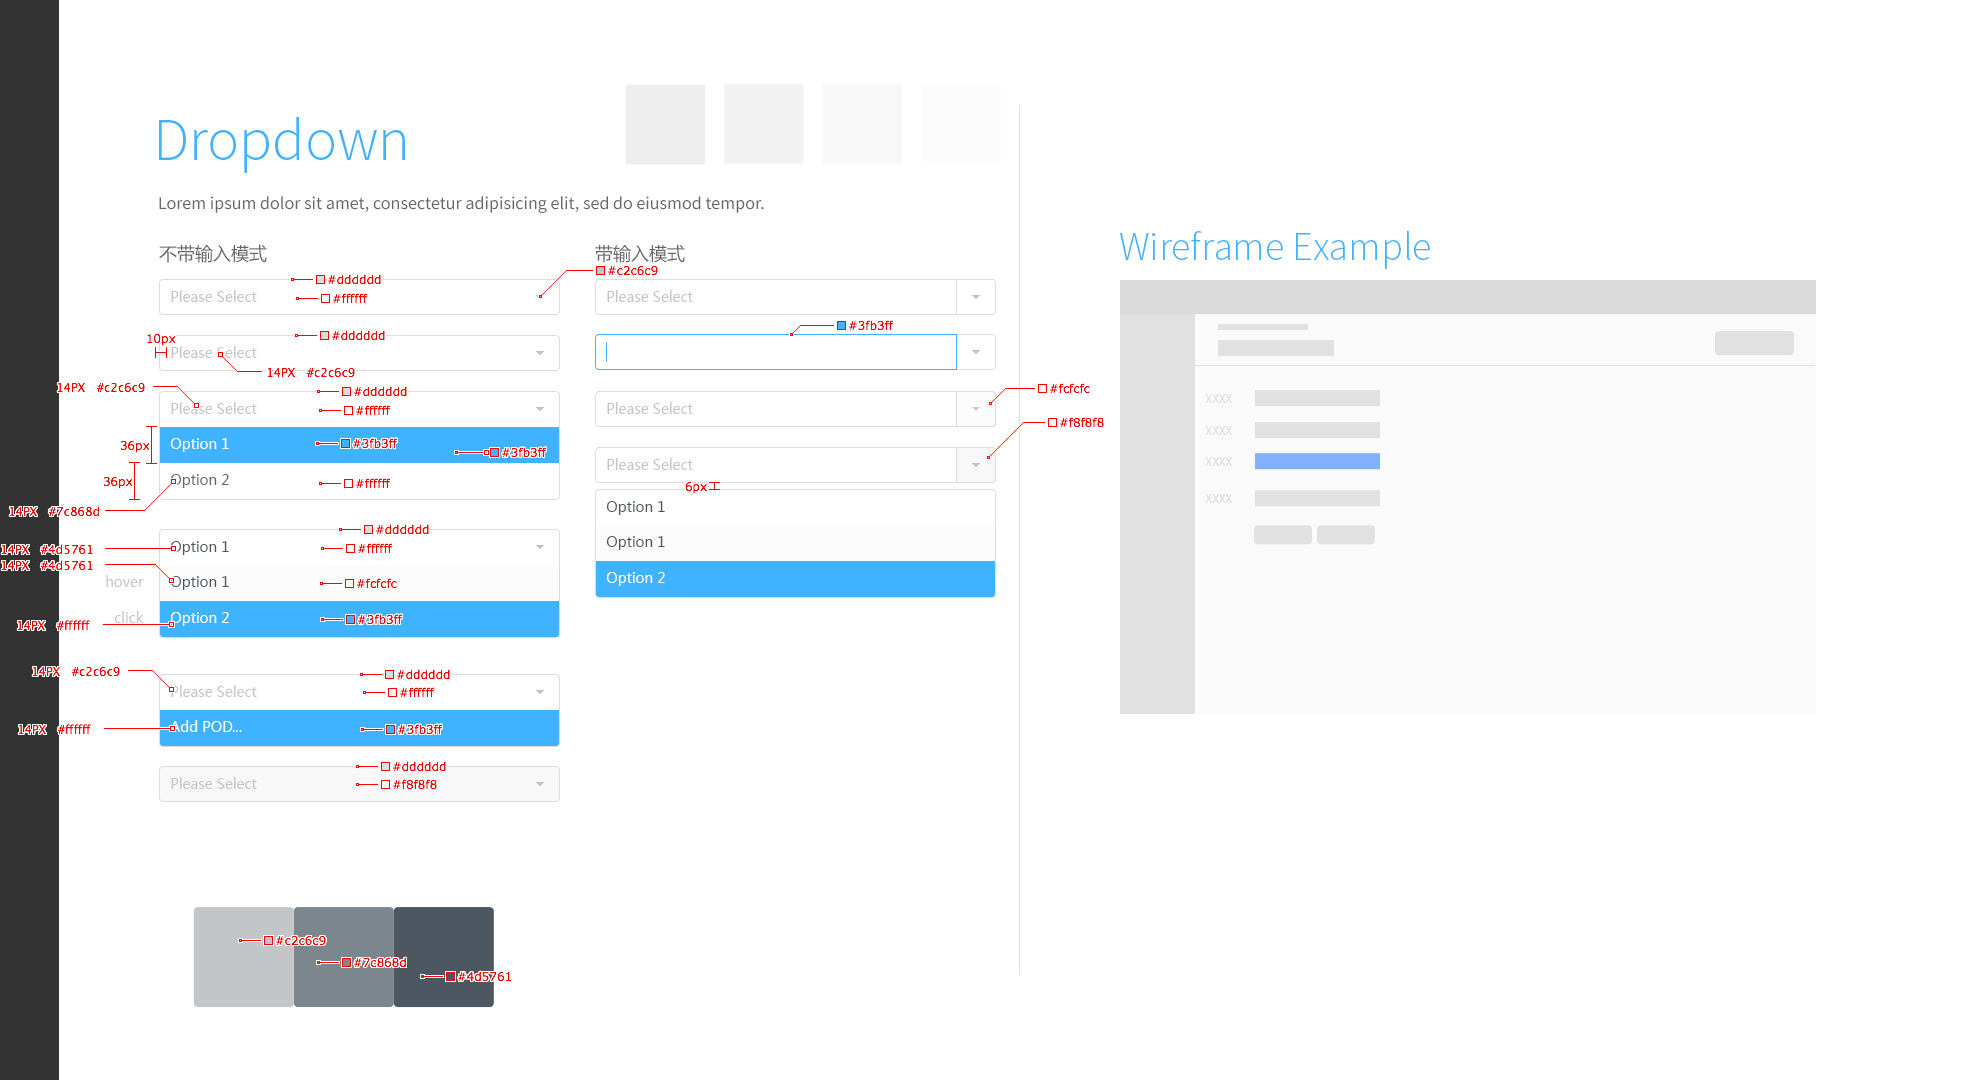 Dropdown
Lorem ipsum dolor sit amet, consectetur adipisicing elit, sed do eiusmod tempor.
不带输入模式
#dddddd
#c2c6c9
Please Select
#ffffff
#dddddd
10px
Please Select
14PX #c2c6c9
14PX #c2c6c9
#dddddd
Please Select
#ffffff
36px
Option 1
#3fb3ff
#3fb3ff
36px
Option 2
#ffffff
14PX #7c868d
#dddddd
14PX #4d5761
Option 1
#ffffff
14PX #4d5761
hover
Option 1
#fcfcfc
click
Option 2
#3fb3ff
14PX #ffffff
14PX #c2c6c9
#dddddd
Please Select
#ffffff
14PX #ffffff
Add POD...
#3fb3ff
#dddddd
Please Select
#f8f8f8
#c2c6c9
#7c868d
#4d5761
带输入模式
Please Select
#3fb3ff
Please Select
#fcfcfc
#f8f8f8
Please Select
6px
Option 1
Option 1
Option 2
Wireframe Example
XXXX
XXXX
XXXX
XXXX